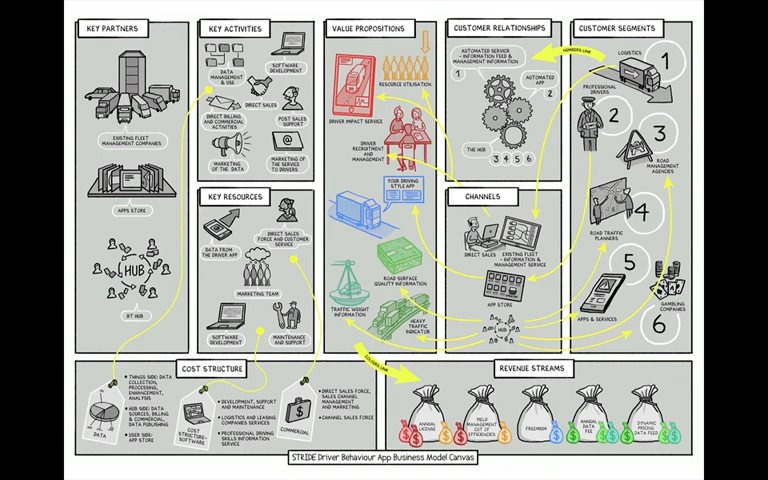 KEY PARTNERS
EXISTING FLEET
MANAGEMENT COMPANIES
APPS STORE
HUB
BT HUB
KEY ACTIVITIES
SOFTWARE
DEVELOPMENT
DATA
MANAGEMENT
& USE
DIRECT SALES
DIRECT BILLING
AND COMMERCIAL
ACTIVITIES
POST SALES
SUPPORT
MARKETING
OF THE DATA
MARKETING OF
THE SERVICE
TO DRIVERS
KEY RESOURCES
DATA FROM
THE DRIVER APP
DIRECT SALES
FORCE AND CUSTOMER
SERVICE
MARKETING TEAM
SOFTWARE
DEVELOPMENT
MAINTENANCE
AND SUPPORT
VALUE PROPOSITIONS
RESOURCE UTILISATION
DRIVER IMPACT SERVICE
DRIVER
RECRUITMENT
AND
MANAGEMENT
YOUR DRIVING
STYLE APP
ROAD SURFACE
QUALITY INFORMATION
TRAFFIC WEIGHT
INFORMATION
HEAVY
TRAFFIC
INDICATOR
CUSTOMER RELATIONSHIPS
AUTOMATED SERVICE
- INFORMATION FEED &
MANAGEMENT INFORMATION
1
AUTOMATED
APP
2
THE HUB
3 4 5 6
CHANNELS
DIRECT SALES
EXISTING FLEET
- INFORMATION &
MANAGEMENT SERVICE
APP STORE
HUB
CUSTOMER SEGMENTS
NUMBERS LINK
LOGISTICS
1
PROFESSIONAL
DRIVERS
2
3
ROAD
MANAGEMENT
AGENCIES
4
ROAD TRAFFIC
PLANNERS
5
APPS & SERVICES
GAMBLING
COMPANIES
6
COST STRUCTURE
DATA
• THINGS SIDE: DATA
COLLECTION,
PROCESSING,
ENHANCEMENT,
ANALYSIS
• HUB SIDE: DATA
SOURCES, BILLING
& COMMERCIAL,
DATA PUBLISHING
• USER SIDE:
APP STORE
COST
STRUCTURE-
SOFTWARE
• DEVELOPMENT, SUPPORT
AND MAINTENANCE
• LOGISTICS AND LEASING
COMPANIES SERVICES
• PROFESSIONAL DRIVING
SKILLS INFORMATION
SERVICE
$
COMMERCIAL
• DIRECT SALES FORCE,
SALES CHANNEL
MANAGEMENT
AND MARKETING
• CHANNEL SALES FORCE
COLOURS LINK
REVENUE STREAMS
ANNUAL
LICENSE
YIELD
MANAGEMENT
CUT OF
EFFICIENCIES
FREEMIUM
ANNUAL
DATA
FEE
DYNAMIC
PRICING
DATA FEED
STRIDE Driver Behaviour App Business Model Canvas